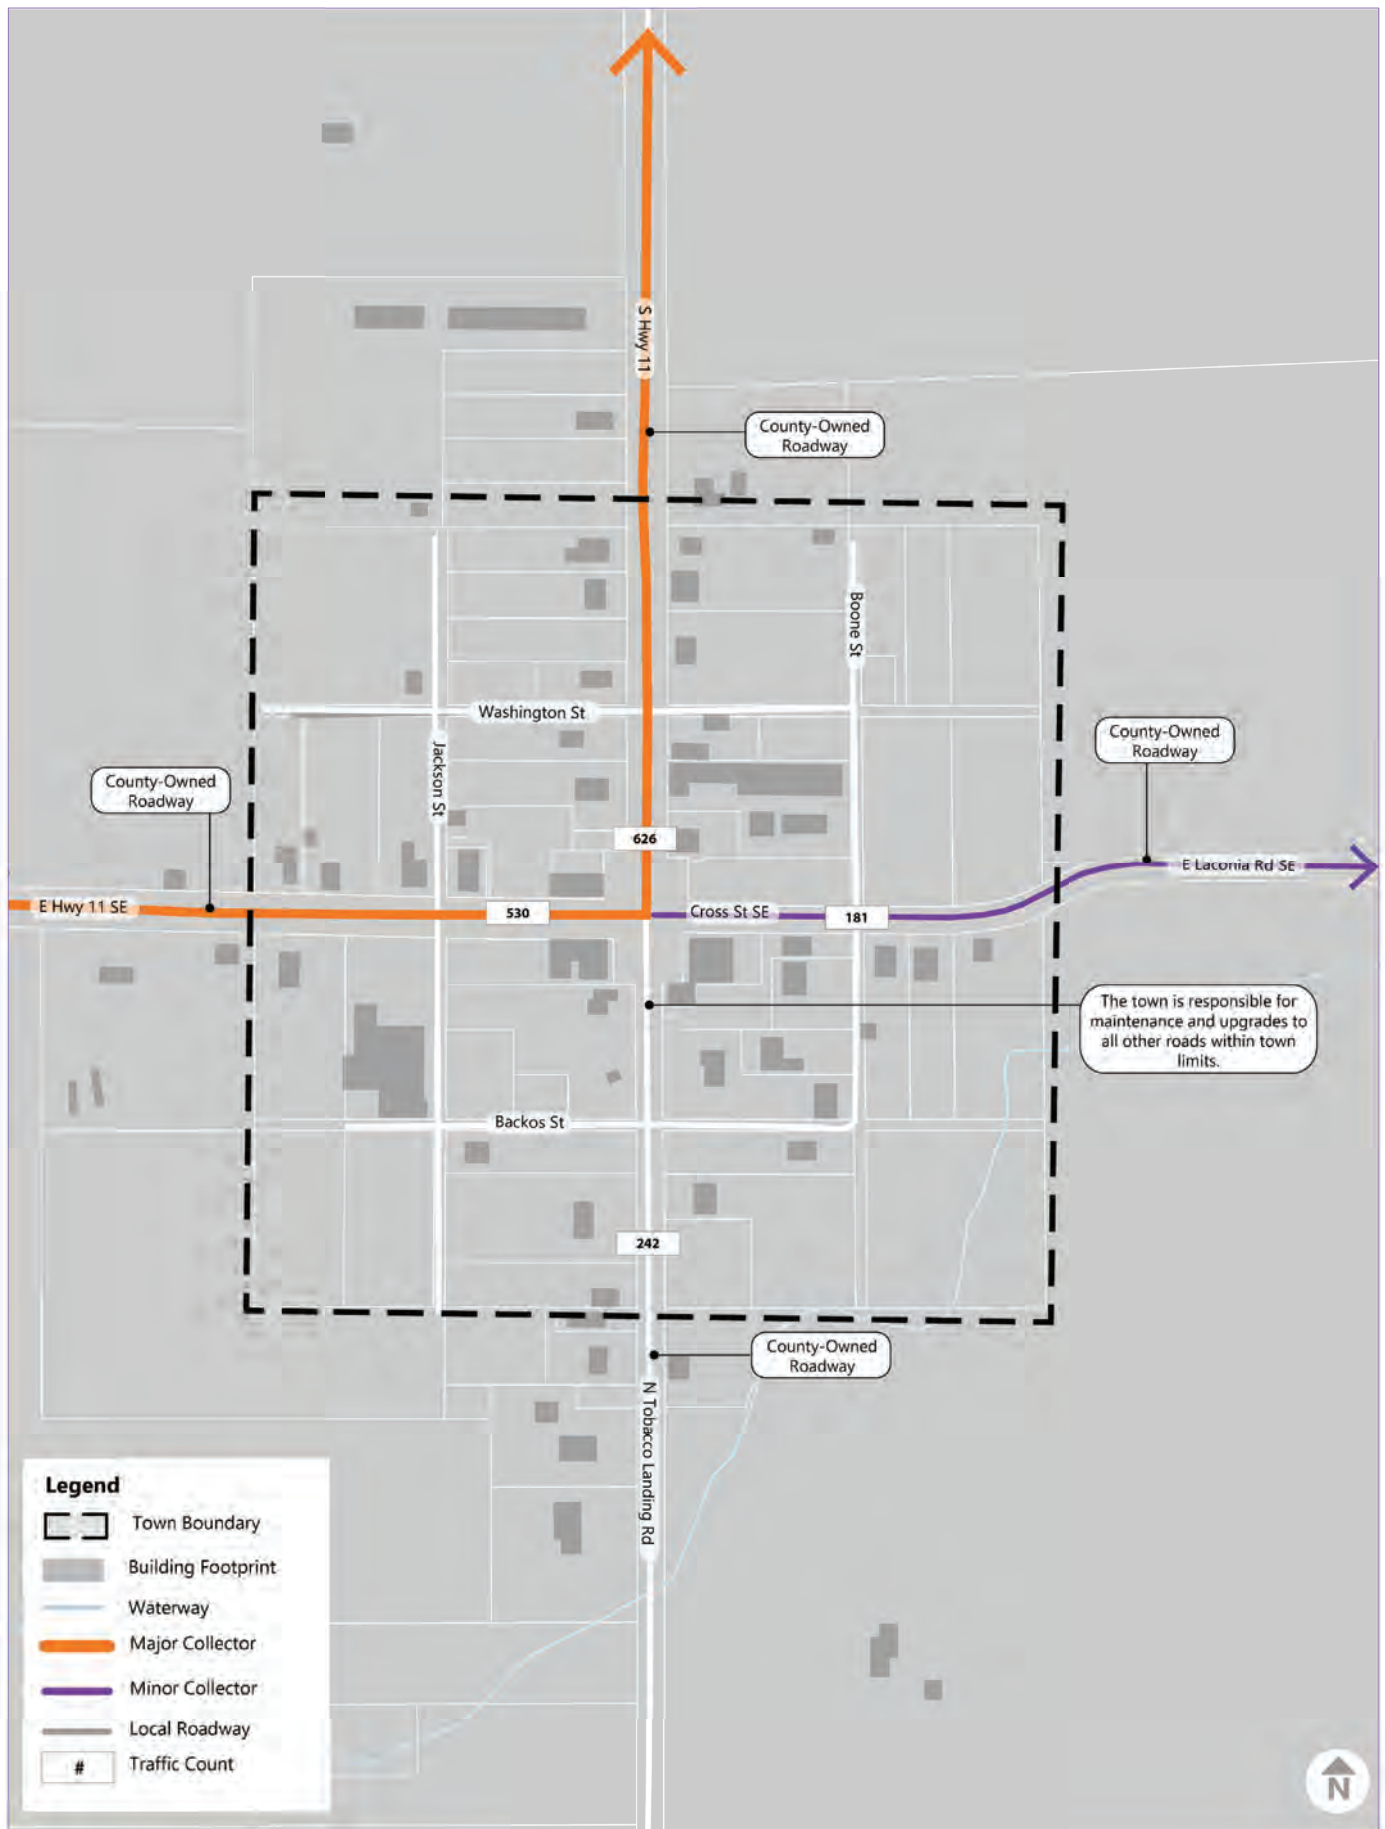 S Hwy 11
County-Owned
Roadway
Boone St
Washington St
Jackson St
County-Owned
Roadway
County-Owned
Roadway
626
E Laconia Rd SE
E Hwy 11 SE
530
Cross St SE
181
The town is responsible for
maintenance and upgrades to
all other roads within town
limits.
Backos St
242
County-Owned
Roadway
N Tobacco Landing Rd
Legend
Town Boundary
Building Footprint
Waterway
Major Collector
Minor Collector
Local Roadway
# Traffic Count
N